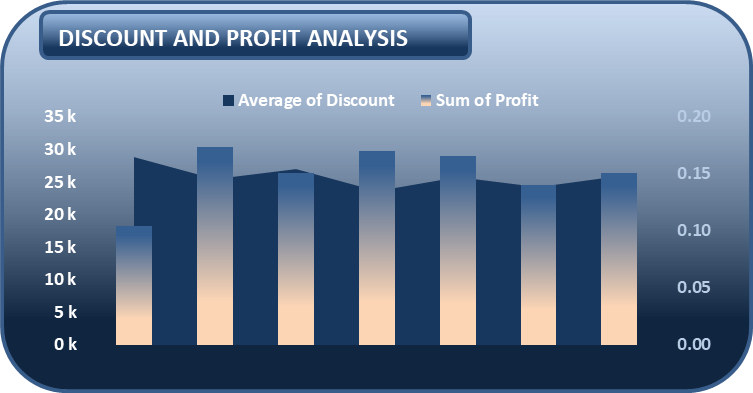 DISCOUNT AND PROFIT ANALYSIS
Average of Discount Sum of Profit
35 k 0.20
30 k
25 k 0.15
20 k
15 k 0.10
10 k
5 k 0.05
0 k 0.00